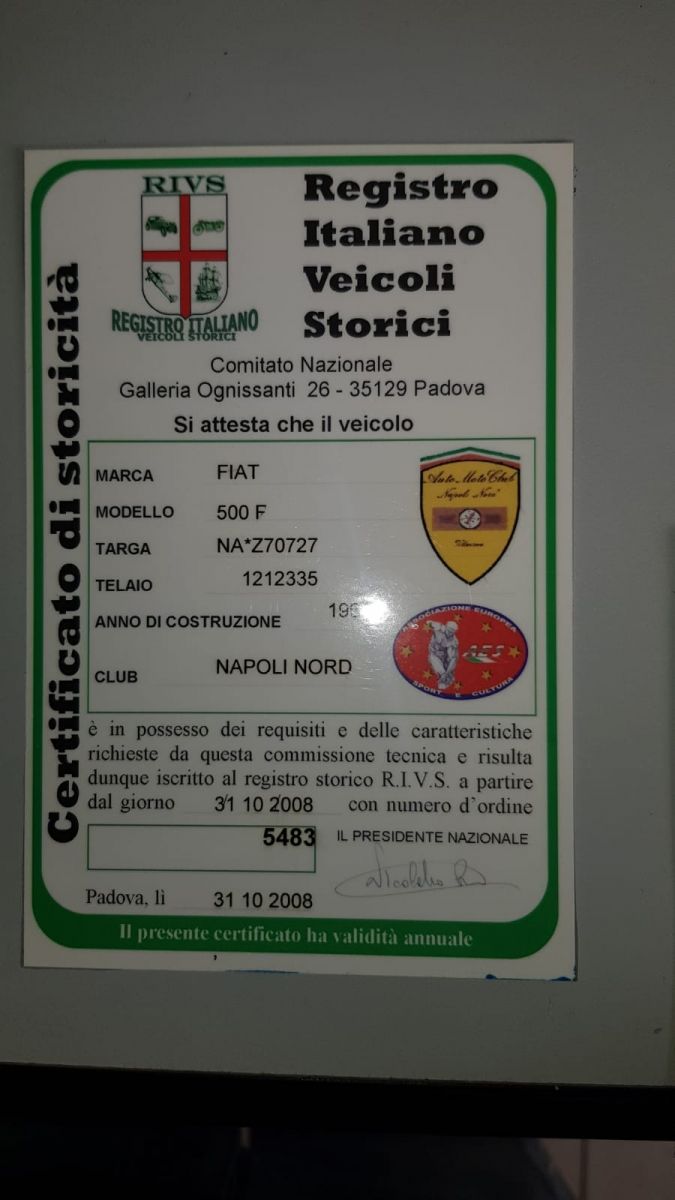 Certificato di storicità
RIVS
REGISTRO ITALIANO
VEICOLI STORICI
Registro
Italiano
Veicoli
Storici
Comitato Nazionale
Galleria Ognissanti 26 - 35129 Padova
Si attesta che il veicolo
MARCA FIAT
MODELLO 500 F
TARGA NA*Z70727
TELAIO 1212335
ANNO DI COSTRUZIONE
CLUB NAPOLI NORD
Auto Moto Club
"Napoli Nord"
ASSOCIAZIONE EUROPEA
AES
SPORT E CULTURA
è in possesso dei requisiti e delle caratteristiche
richieste da questa commissione tecnica e risulta
dunque iscritto al registro storico R.I.V.S. a partire
dal giorno 3/1 10/2008 con numero d'ordine
5483 IL PRESIDENTE NAZIONALE
Padova, lì 31 10 2008
Il presente certificato ha validità annuale